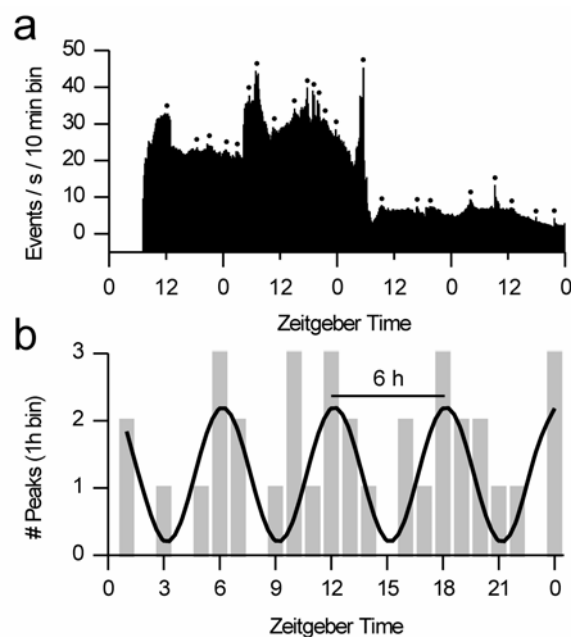 a
50
40
30
20
10
0
Events / s / 10 min bin
12 0 12 0 12 0 12 0
Zeitgeber Time
b
3
2
1
0
# Peaks (1h bin)
6 h
0 3 6 9 12 15 18 21 0
Zeitgeber Time